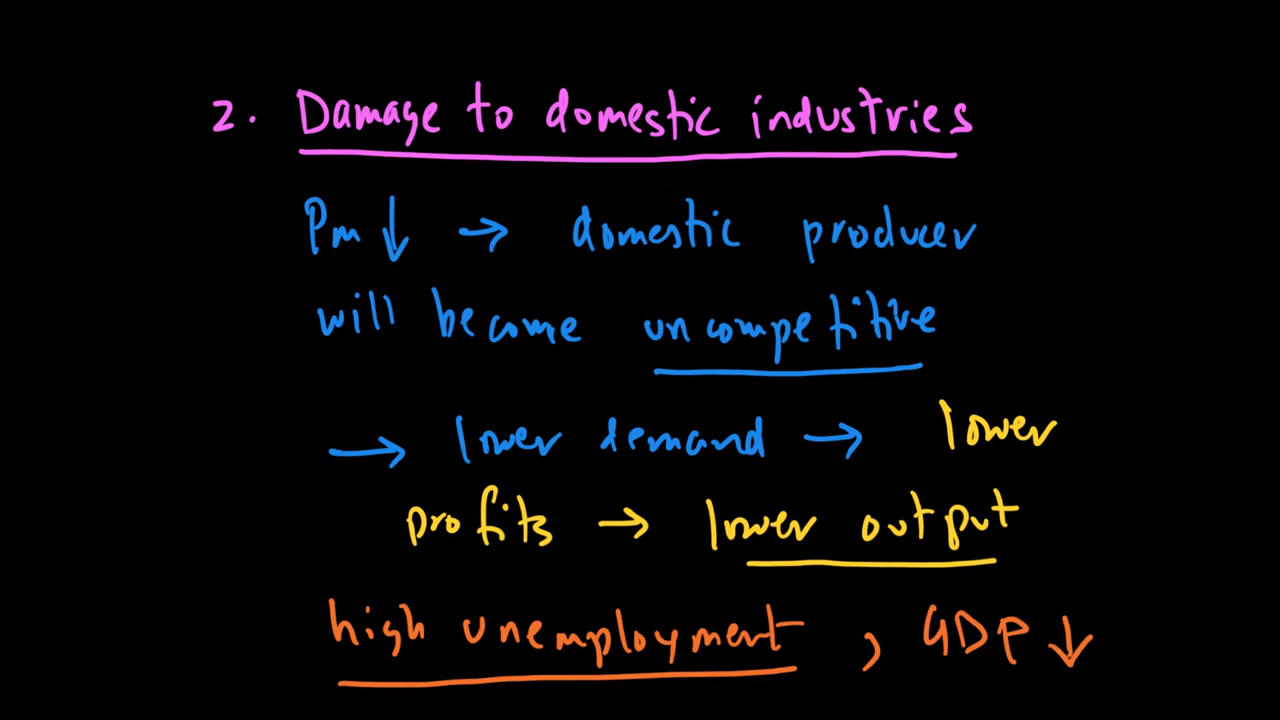 2. Damage to domestic industries
Pm ↓ → domestic producer
will become uncompetitive
→ lower demand → lower
profits → lower output
high unemployment , GDP ↓